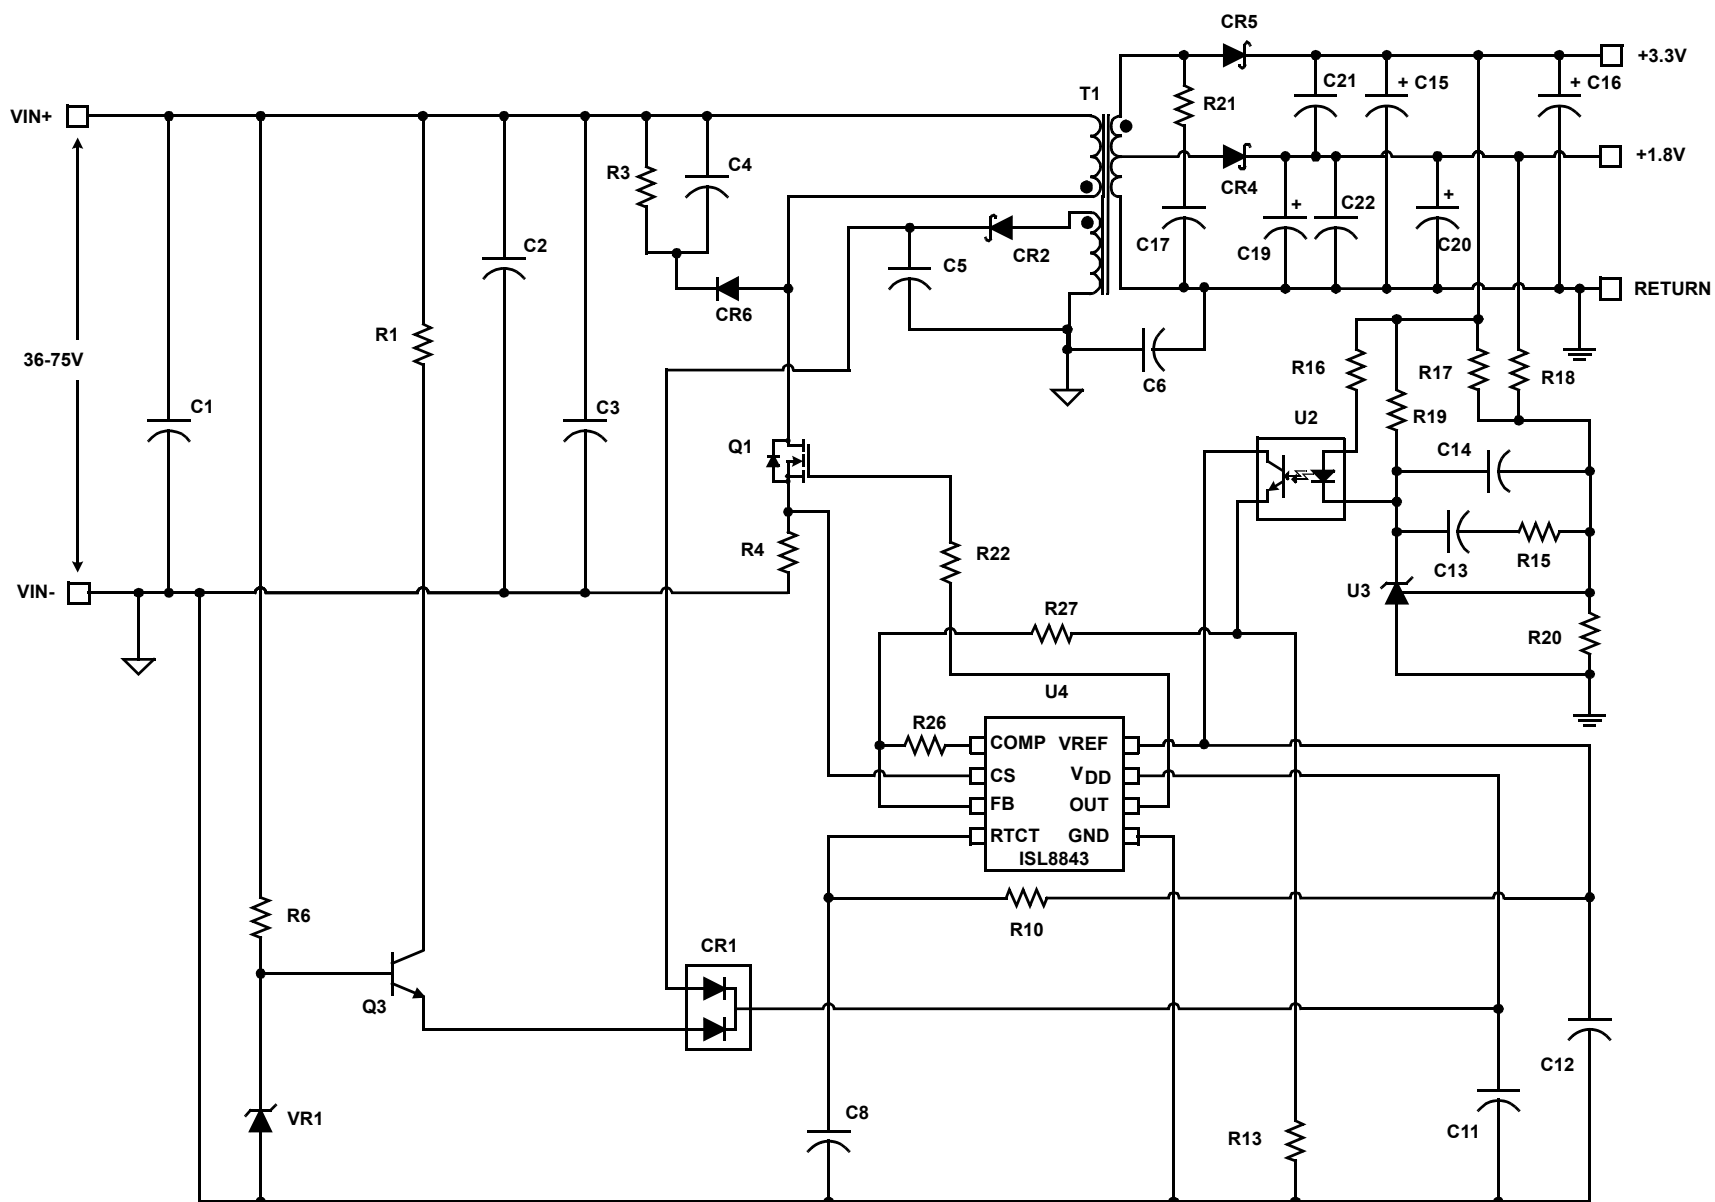 CR5
+3.3V
C21
+ C15
+ C16
T1
R21
VIN+
+1.8V
R3
C4
CR4
+
C22
+
C17
C19
C20
C2
CR2
C5
RETURN
CR6
R1
36-75V
R16
R17
R18
C6
C1
C3
U2
R19
Q1
C14
R4
R22
C13
R15
VIN-
U3
R27
R20
U4
R26
COMP
VREF
CS
VDD
FB
OUT
RTCT
GND
ISL8843
R6
R10
CR1
Q3
C12
VR1
C8
R13
C11